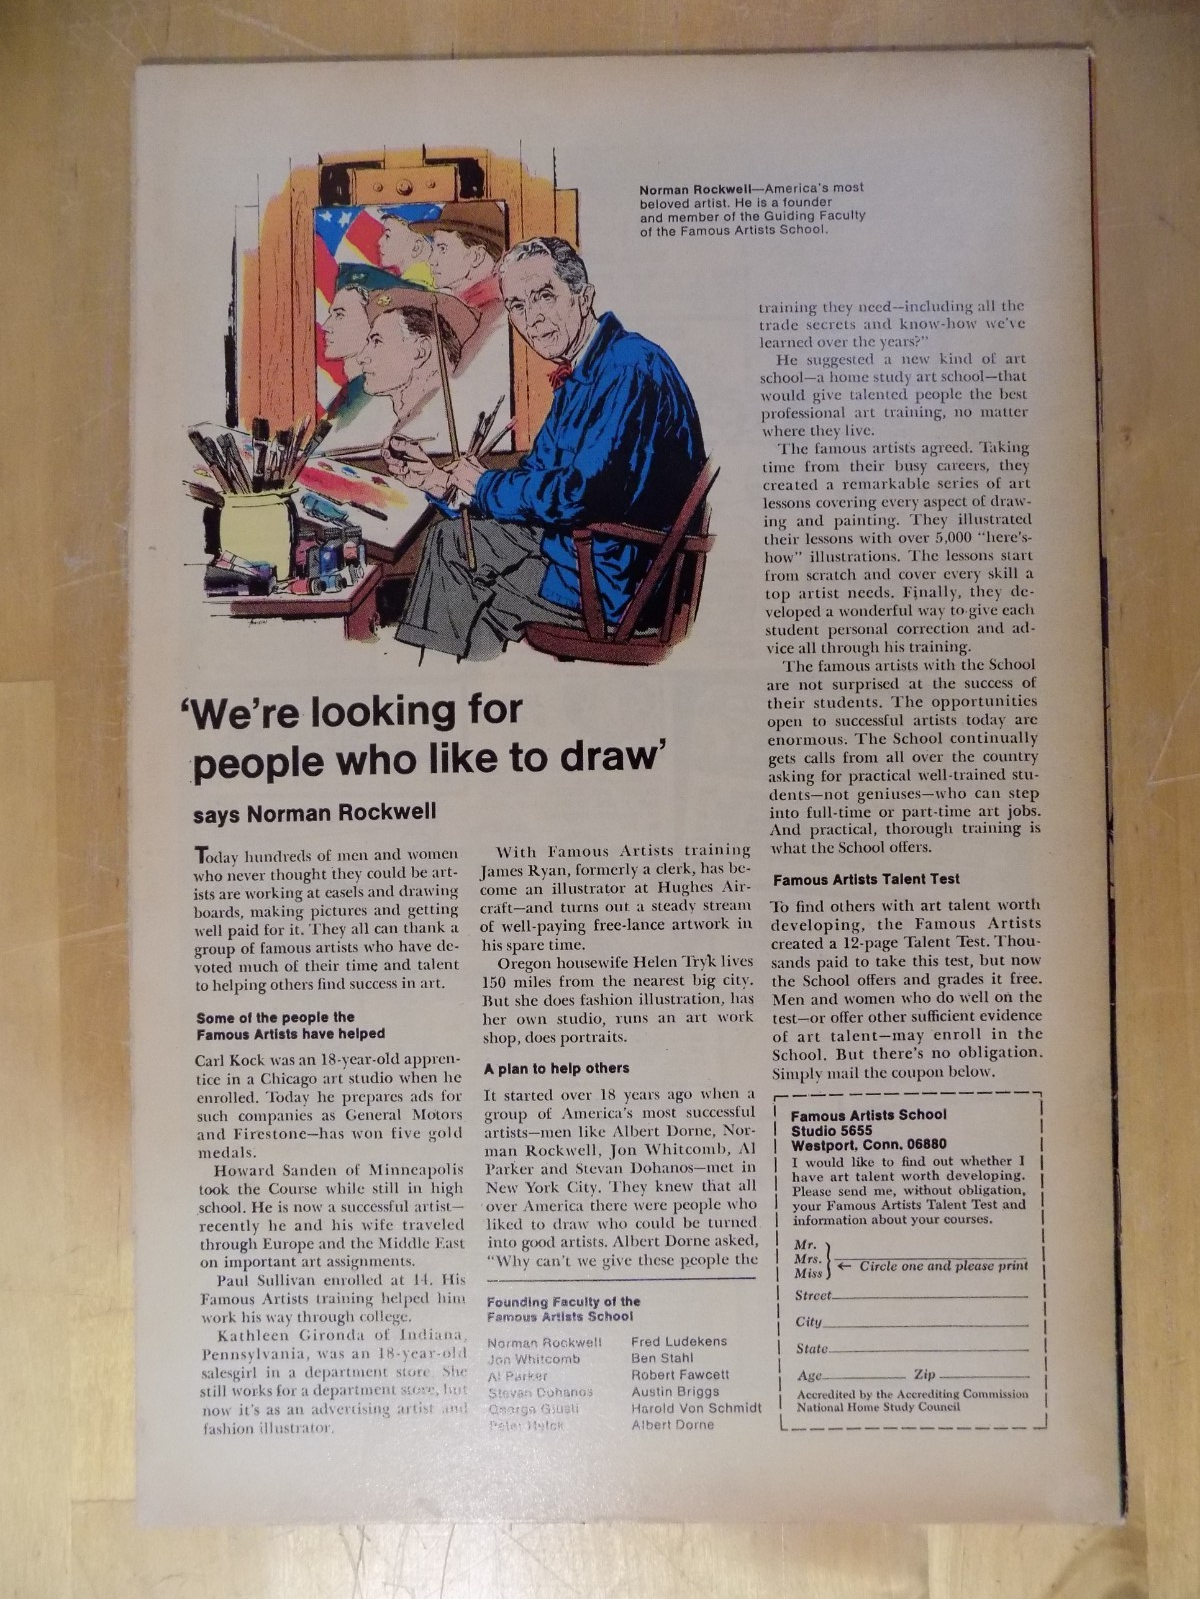 Norman Rockwell—America's most
beloved artist. He is a founder
and member of the Guiding Faculty
of the Famous Artists School.
'We're looking for
people who like to draw'
says Norman Rockwell
Today hundreds of men and women
who never thought they could be art-
ists are working at easels and drawing
boards, making pictures and getting
well paid for it. They all can thank a
group of famous artists who have de-
voted much of their time and talent
to helping others find success in art.
Some of the people the
Famous Artists have helped
Carl Kock was an 18-year-old appren-
tice in a Chicago art studio when he
enrolled. Today he prepares ads for
such companies as General Motors
and Firestone—has won five gold
medals.
Howard Sanden of Minneapolis
took the Course while still in high
school. He is now a successful artist—
recently he and his wife traveled
through Europe and the Middle East
on important art assignments.
Paul Sullivan enrolled at 14. His
Famous Artists training helped him
work his way through college.
Kathleen Gironda of Indiana,
Pennsylvania, was an 18-year-old
salesgirl in a department store. She
still works for a department store, but
now it's as an advertising artist and
fashion illustrator.
With Famous Artists training
James Ryan, formerly a clerk, has be-
come an illustrator at Hughes Air-
craft—and turns out a steady stream
of well-paying free-lance artwork in
his spare time.
Oregon housewife Helen Tryk lives
150 miles from the nearest big city.
But she does fashion illustration, has
her own studio, runs an art work
shop, does portraits.
A plan to help others
It started over 18 years ago when a
group of America's most successful
artists—men like Albert Dorne, Nor-
man Rockwell, Jon Whitcomb, Al
Parker and Stevan Dohanos—met in
New York City. They knew that all
over America there were people who
liked to draw who could be turned
into good artists. Albert Dorne asked,
"Why can't we give these people the
training they need—including all the
trade secrets and know-how we've
learned over the years?"
He suggested a new kind of art
school—a home study art school—that
would give talented people the best
professional art training, no matter
where they live.
The famous artists agreed. Taking
time from their busy careers, they
created a remarkable series of art
lessons covering every aspect of draw-
ing and painting. They illustrated
their lessons with over 5,000 "here's-
how" illustrations. The lessons start
from scratch and cover every skill a
top artist needs. Finally, they de-
veloped a wonderful way to give each
student personal correction and ad-
vice all through his training.
The famous artists with the School
are not surprised at the success of
their students. The opportunities
open to successful artists today are
enormous. The School continually
gets calls from all over the country
asking for practical well-trained stu-
dents—not geniuses—who can step
into full-time or part-time art jobs.
And practical, thorough training is
what the School offers.
Famous Artists Talent Test
To find others with art talent worth
developing, the Famous Artists
created a 12-page Talent Test. Thou-
sands paid to take this test, but now
the School offers and grades it free.
Men and women who do well on the
test—or offer other sufficient evidence
of art talent—may enroll in the
School. But there's no obligation.
Simply mail the coupon below.
Founding Faculty of the
Famous Artists School
Norman Rockwell
Jon Whitcomb
Al Parker
Stevan Dohanos
George Giusti
Peter Helck
Fred Ludekens
Ben Stahl
Robert Fawcett
Austin Briggs
Harold Von Schmidt
Albert Dorne
Famous Artists School
Studio 5655
Westport, Conn. 06880
I would like to find out whether I
have art talent worth developing.
Please send me, without obligation,
your Famous Artists Talent Test and
information about your courses.
Mr.
Mrs.
Miss
← Circle one and please print
Street
City
State
Age Zip
Accredited by the Accrediting Commission
National Home Study Council